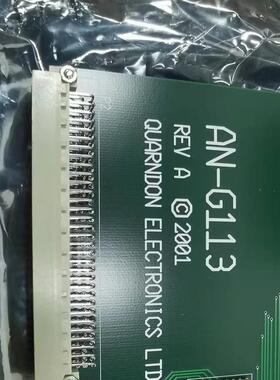 AN-G113
REV A © 2001
QUARNDON ELECTRONICS LTD